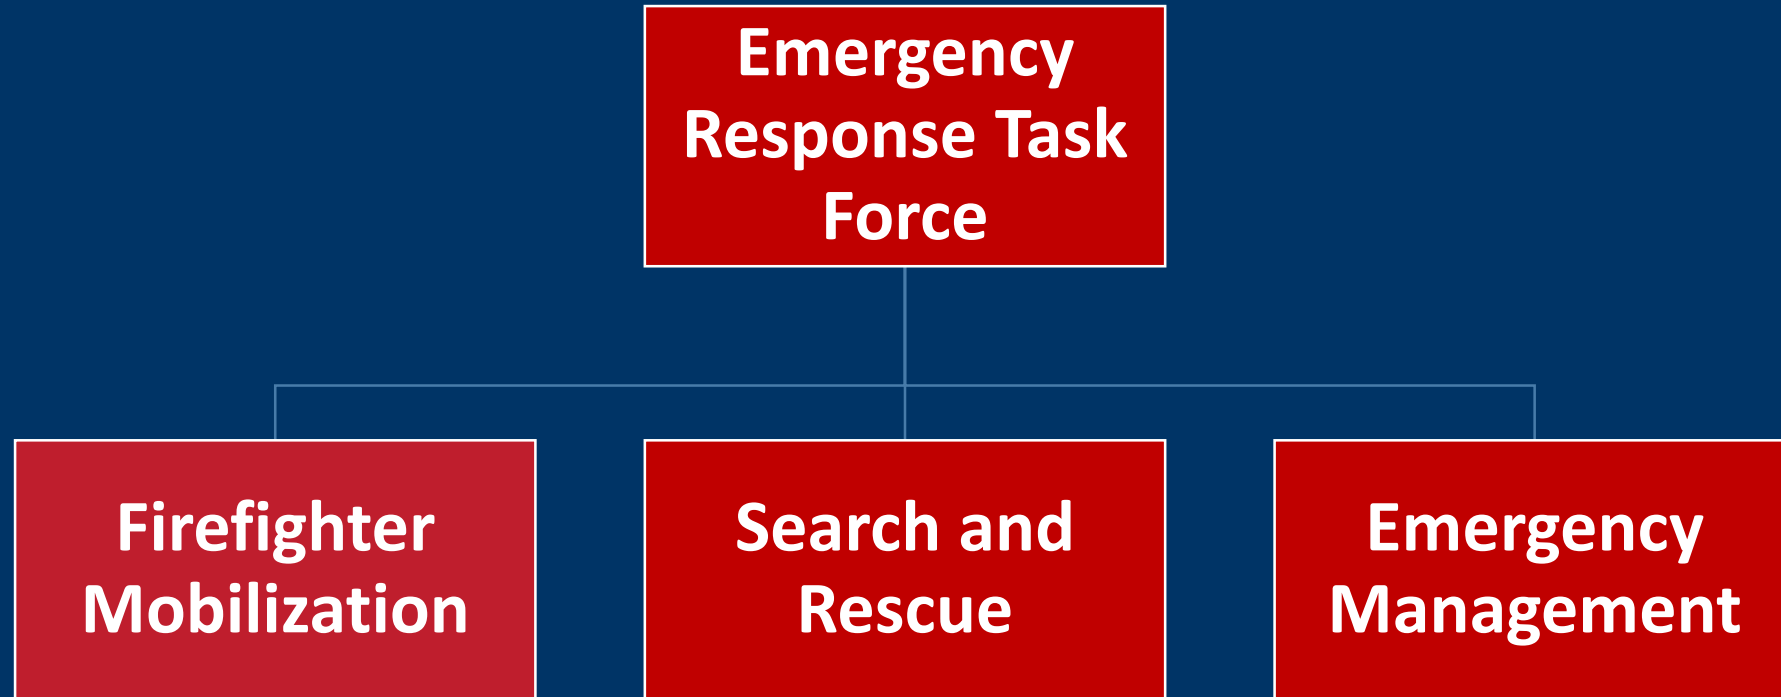 Emergency
Response Task
Force
Firefighter
Mobilization
Search and
Rescue
Emergency
Management